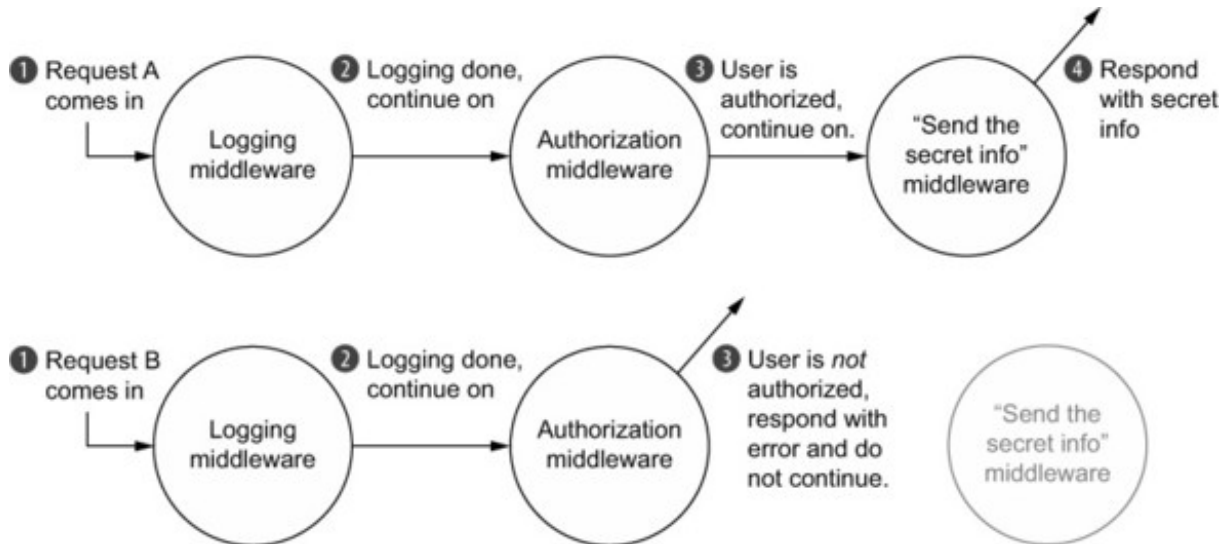 1 Request A
comes in
Logging
middleware
2 Logging done,
continue on
Authorization
middleware
3 User is
authorized,
continue on.
“Send the
secret info”
middleware
4 Respond
with secret
info
1 Request B
comes in
Logging
middleware
2 Logging done,
continue on
Authorization
middleware
3 User is not
authorized,
respond with
error and do
not continue.
“Send the
secret info”
middleware